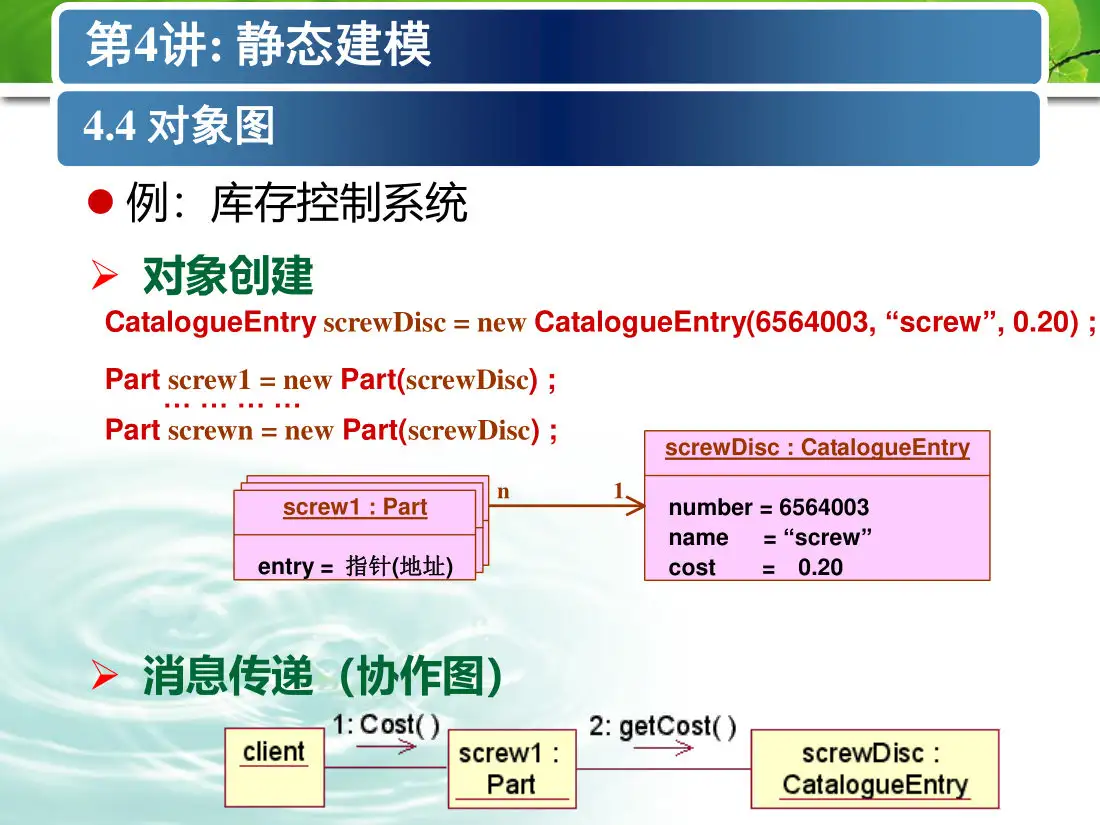 第4讲: 静态建模
4.4 对象图
例：库存控制系统
对象创建
CatalogueEntry screwDisc = new CatalogueEntry(6564003, “screw”, 0.20) ;
Part screw1 = new Part(screwDisc) ;
… … … …
Part screwn = new Part(screwDisc) ;
screw1 : Part
entry = 指针(地址)
n
1
screwDisc : CatalogueEntry
number = 6564003
name = “screw”
cost = 0.20
消息传递（协作图）
client
1: Cost( )
screw1 :
Part
2: getCost( )
screwDisc :
CatalogueEntry